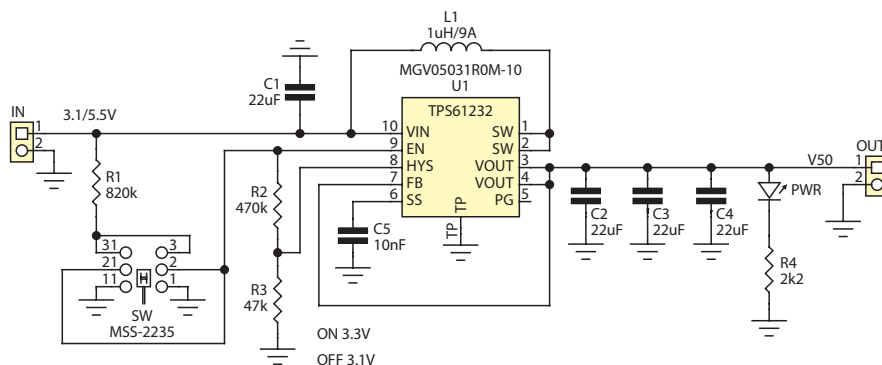 L1
1uH/9A
MGV05031R0M-10
U1
TPS61232
C1
22uF
IN
1
2
3.1/5.5V
10 VIN
9 EN
8 HYS
7 FB
6 SS
SW 1
SW 2
VOUT 3
VOUT 4
PG 5
TP
TP
R1
820k
R2
470k
R3
47k
C5
10nF
C2
22uF
C3
22uF
C4
22uF
V50
OUT
1
2
PWR
R4
2k2
31
21
11
3
2
1
SW
MSS-2235
ON 3.3V
OFF 3.1V